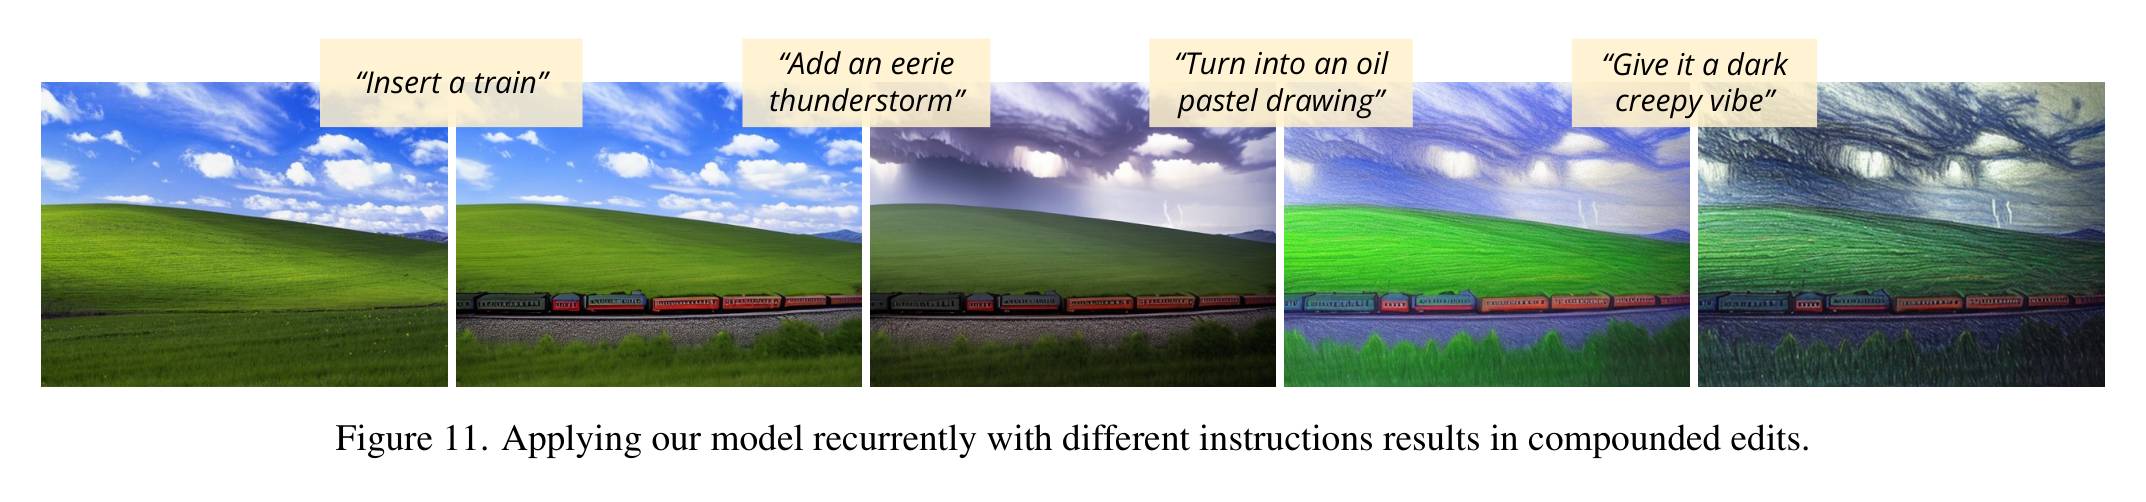 “Insert a train”
“Add an eerie
thunderstorm”
“Turn into an oil
pastel drawing”
“Give it a dark
creepy vibe”
Figure 11. Applying our model recurrently with different instructions results in compounded edits.